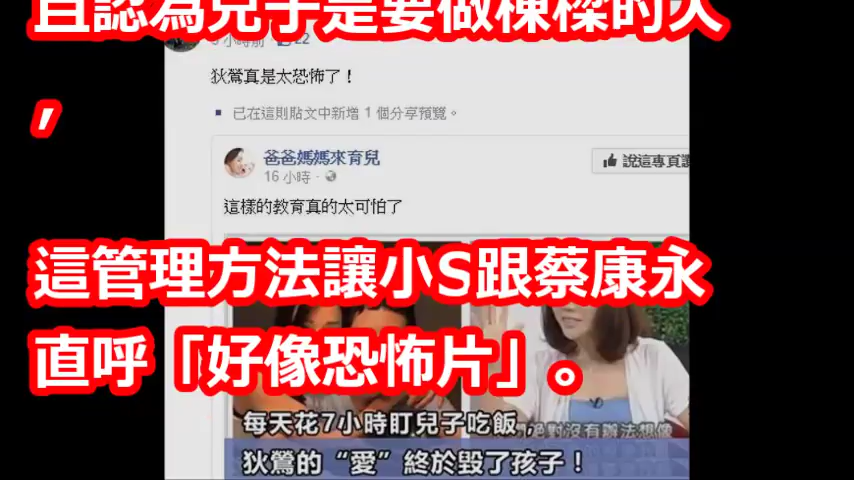 且認為兒子是要做棟樑的人
，
5 小時前 22
狄鶯真是太恐怖了！
已在這則貼文中新增 1 個分享預覽。
爸爸媽媽來育兒
說這專頁讚
16 小時
這樣的教育真的太可怕了
這管理方法讓小S跟蔡康永
直呼「好像恐怖片」。
每天花7小時盯兒子吃飯，
絕對沒有辦法想像
狄鶯的“愛”終於毀了孩子！